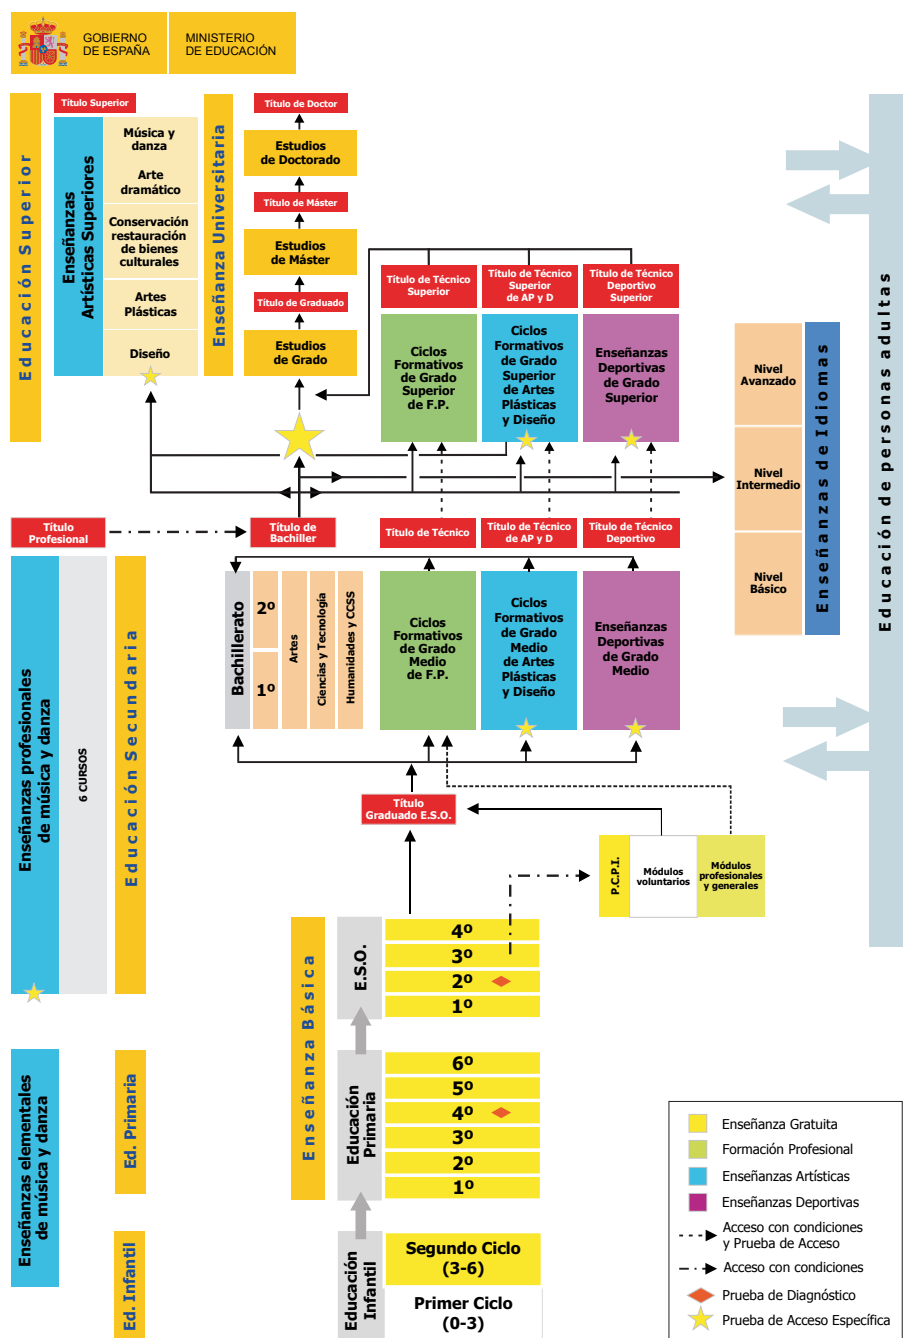 GOBIERNO
DE ESPAÑA
MINISTERIO
DE EDUCACIÓN
Educación Superior
Título Superior
Enseñanzas
Artísticas Superiores
Música y
danza
Arte
dramático
Conservación
restauración
de bienes
culturales
Artes
Plásticas
Diseño
Enseñanza Universitaria
Título de Doctor
Estudios
de Doctorado
Título de Máster
Estudios
de Máster
Título de Graduado
Estudios
de Grado
Título de Técnico
Superior
Título de Técnico
Superior
de AP y D
Título de Técnico
Deportivo
Superior
Ciclos
Formativos
de Grado
Superior
de F.P.
Ciclos
Formativos
de Grado
Superior
de Artes
Plásticas
y Diseño
Enseñanzas
Deportivas
de Grado
Superior
Nivel
Avanzado
Nivel
Intermedio
Nivel
Básico
Enseñanzas de Idiomas
Educación de personas adultas
Título
Profesional
Título de
Bachiller
Título de Técnico
Título de Técnico
de AP y D
Título de Técnico
Deportivo
Enseñanzas profesionales
de música y danza
6 CURSOS
Educación Secundaria
Bachillerato
2º
1º
Artes
Ciencias y Tecnología
Humanidades y CCSS
Ciclos
Formativos
de Grado
Medio
de F.P.
Ciclos
Formativos
de Grado
Medio
de Artes
Plásticas
y Diseño
Enseñanzas
Deportivas
de Grado
Medio
Título
Graduado E.S.O.
P.C.P.I.
Módulos
voluntarios
Módulos
profesionales
y generales
Enseñanza Básica
E.S.O.
4º
3º
2º
1º
Educación
Primaria
6º
5º
4º
3º
2º
1º
Enseñanzas elementales
de música y danza
Ed. Primaria
Ed. Infantil
Educación
Infantil
Segundo Ciclo
(3-6)
Primer Ciclo
(0-3)
Enseñanza Gratuita
Formación Profesional
Enseñanzas Artísticas
Enseñanzas Deportivas
Acceso con condiciones
y Prueba de Acceso
Acceso con condiciones
Prueba de Diagnóstico
Prueba de Acceso Específica